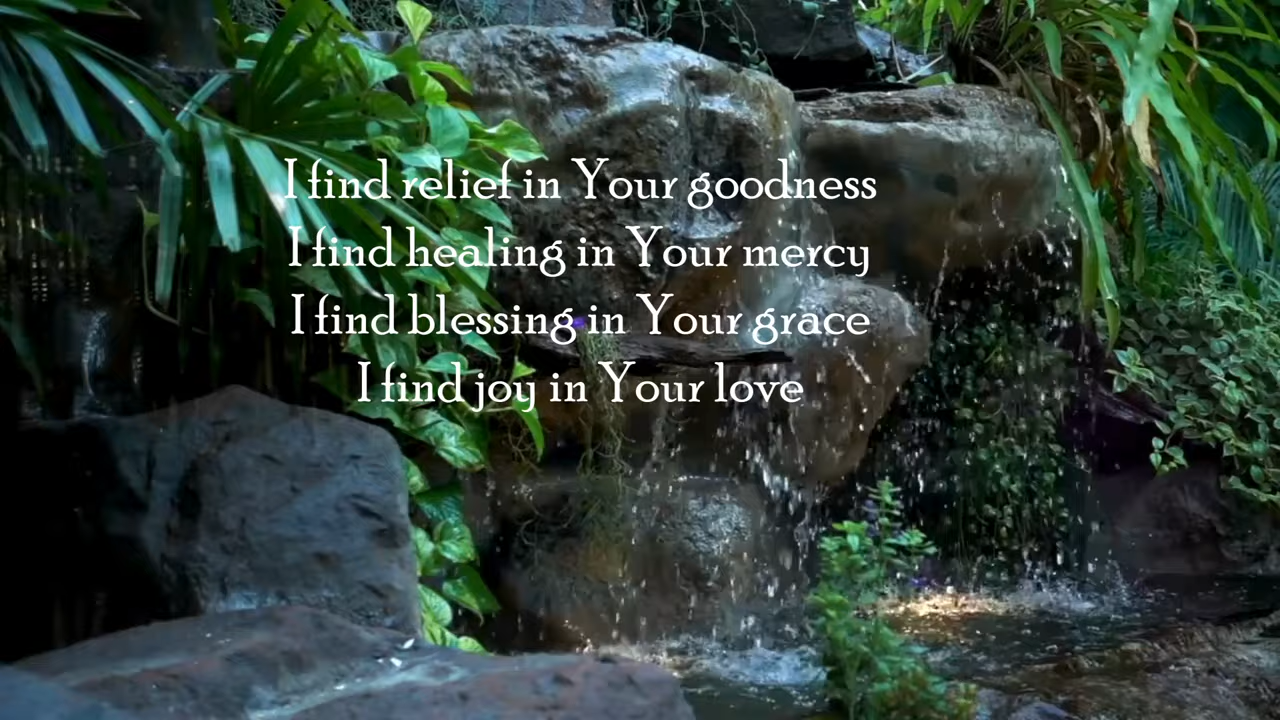 I find relief in Your goodness
I find healing in Your mercy
I find blessing in Your grace
I find joy in Your love